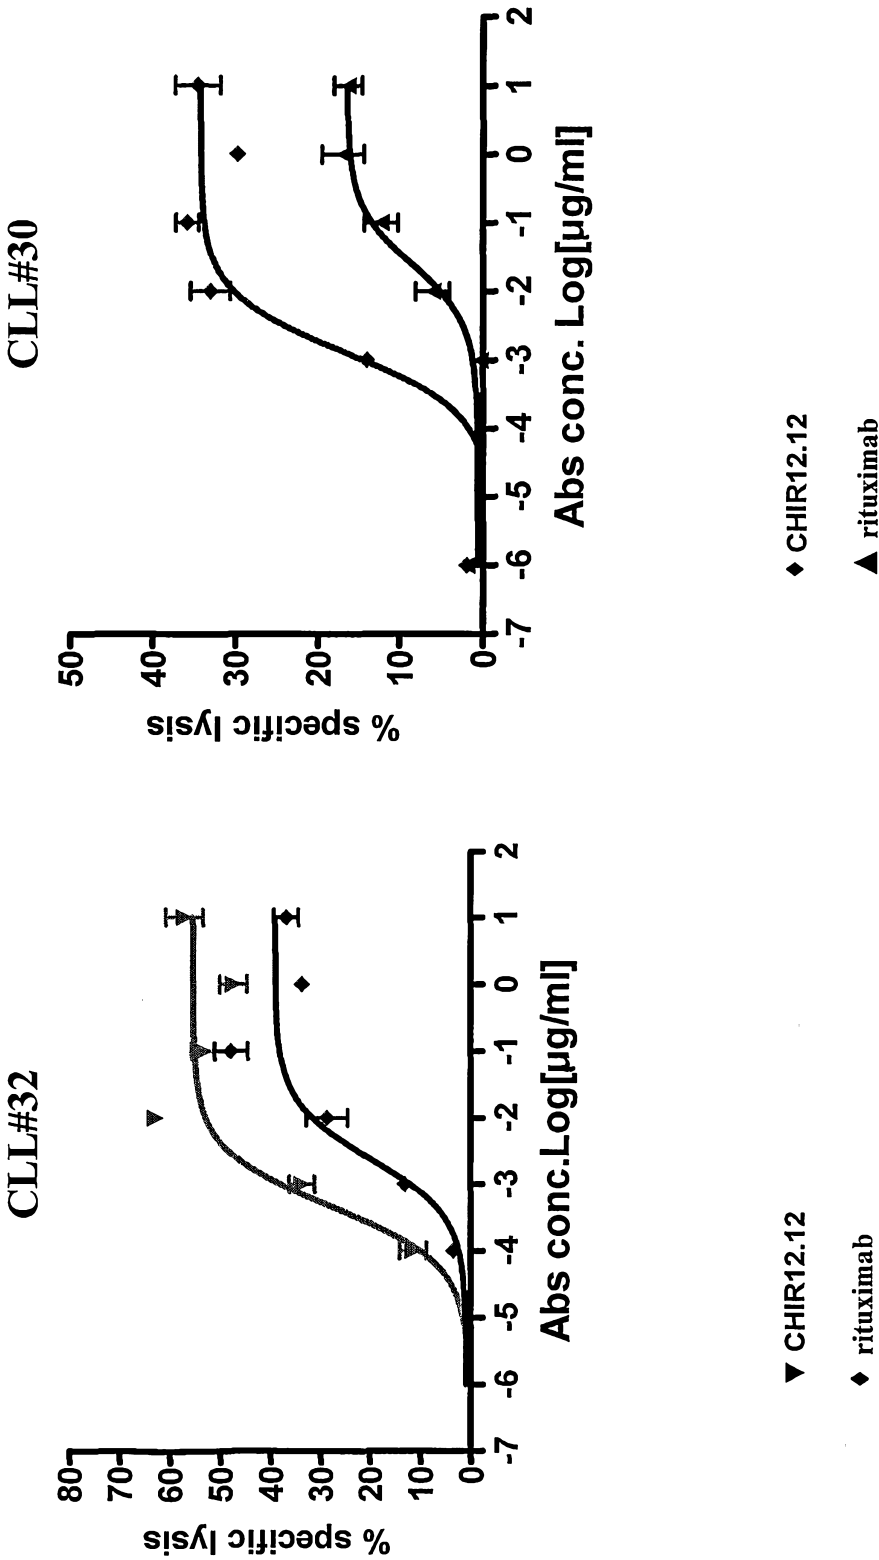 CLL#32
% specific lysis
80
70
60
50
40
30
20
10
0
-7 -6 -5 -4 -3 -2 -1 0 1 2
Abs conc.Log[µg/ml]
CHIR12.12
rituximab
CLL#30
% specific lysis
50
40
30
20
10
0
-7 -6 -5 -4 -3 -2 -1 0 1 2
Abs conc. Log[µg/ml]
CHIR12.12
rituximab